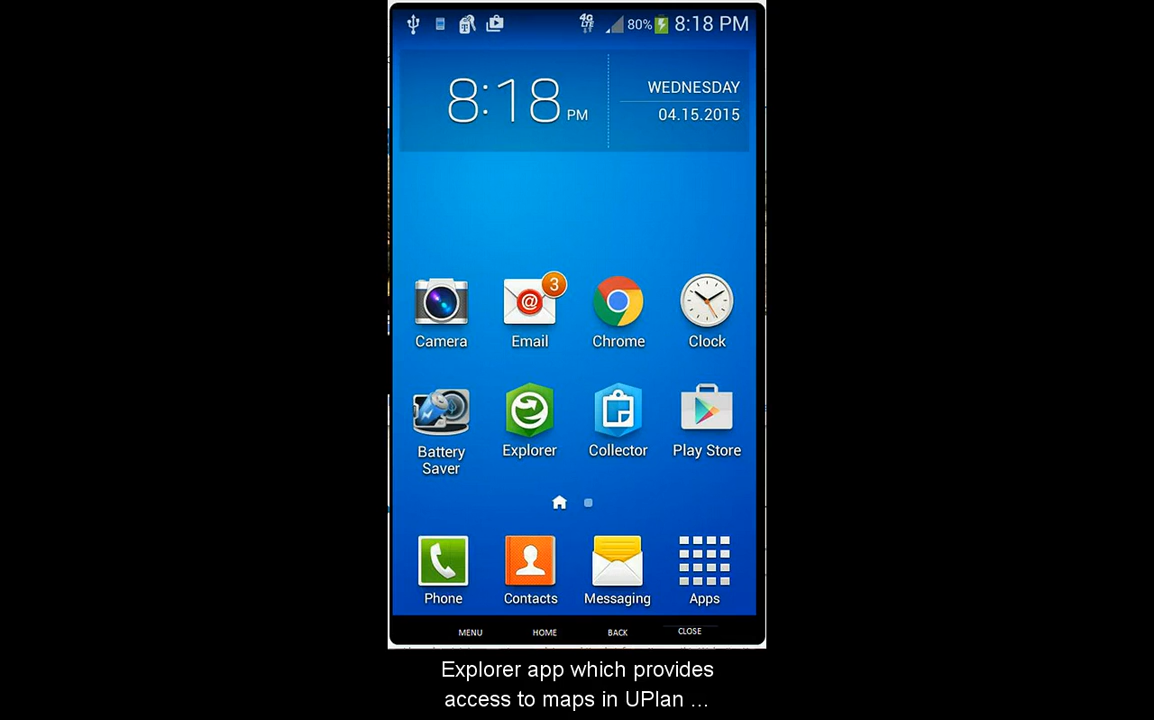 4G LTE 80% 8:18 PM
8:18 PM
WEDNESDAY
04.15.2015
3
@
Camera Email Chrome Clock
Battery Saver Explorer Collector Play Store
Phone Contacts Messaging Apps
MENU HOME BACK CLOSE
Explorer app which provides
access to maps in UPlan ...